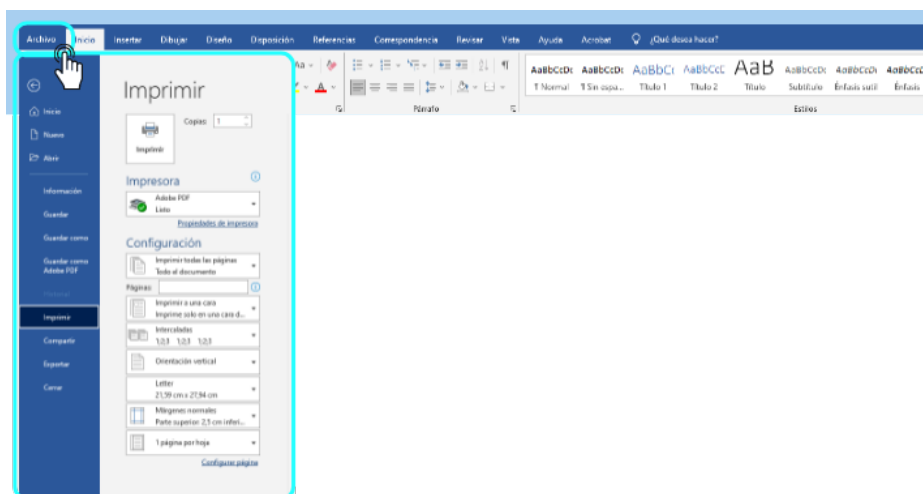 Archivo Inicio Insertar Dibujar Diseño Disposición Referencias Correspondencia Revisar Vista Ayuda Acrobat ¿Qué desea hacer?
Aa
Párrafo
AaBbCcDc AaBbCcDc AaBbCc AaBbCcC AaB AaBbCcD AaBbCcDi AaBbCcDi
¶ Normal ¶ Sin espa... Título 1 Título 2 Título Subtítulo Énfasis sutil Énfasis
Estilos
Inicio
Nuevo
Abrir
Información
Guardar
Guardar como
Guardar como
Adobe PDF
Imprimir
Compartir
Exportar
Cerrar
Imprimir
Copias: 1
Imprimir
Impresora
Adobe PDF
Listo
Propiedades de impresora
Configuración
Imprimir todas las páginas
Todo el documento
Páginas:
Imprimir a una cara
Imprime solo en una cara d...
Intercaladas
1;2;3 1;2;3 1;2;3
Orientación vertical
Letter
21,59 cm x 27,94 cm
Márgenes normales
Parte superior: 2,5 cm inferi...
1 página por hoja
Configurar página